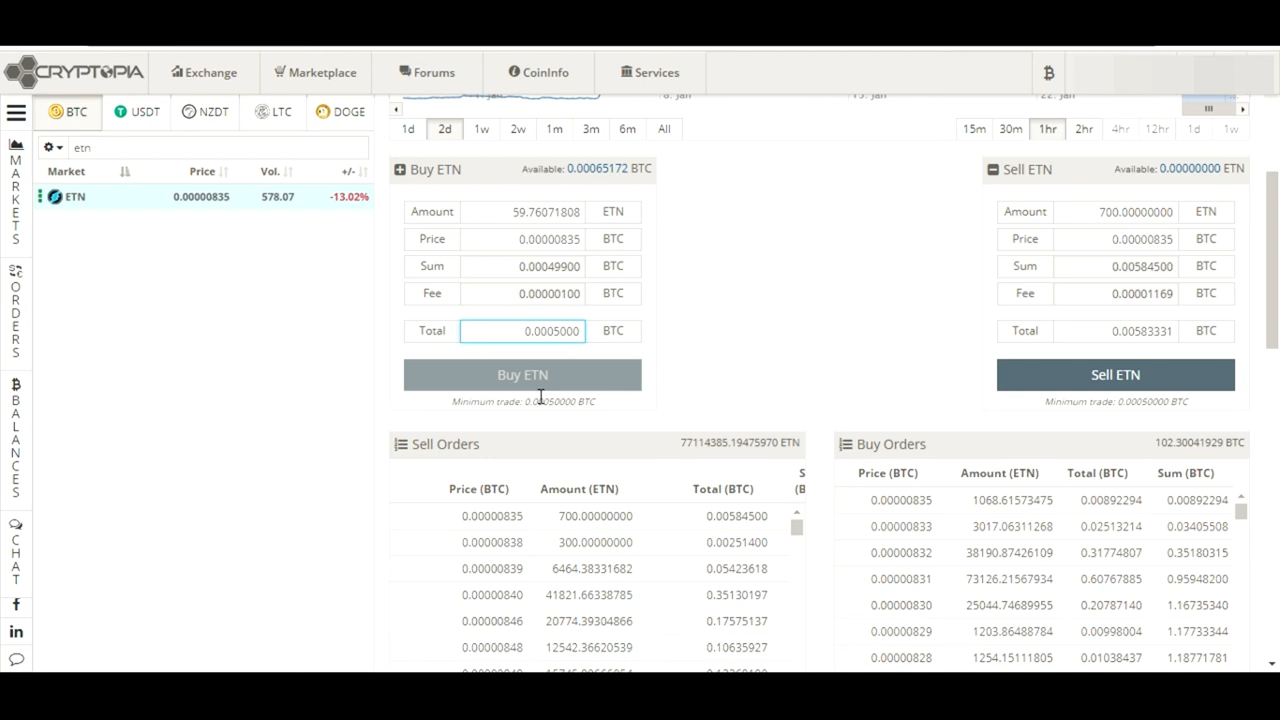 CRYPTOPIA Exchange Marketplace Forums CoinInfo Services
BTC USDT NZDT LTC DOGE
etn
Market Price Vol. +/-
ETN 0.00000835 578.07 -13.02%
MARKETS
ORDERS
BALANCES
CHAT
8. Jan 15. Jan 22. Jan
1d 2d 1w 2w 1m 3m 6m All
15m 30m 1hr 2hr 4hr 12hr 1d 1w
Buy ETN Available: 0.00065172 BTC
Amount 59.76071808 ETN
Price 0.00000835 BTC
Sum 0.00049900 BTC
Fee 0.00000100 BTC
Total 0.0005000 BTC
Buy ETN
Minimum trade: 0.00050000 BTC
Sell ETN Available: 0.00000000 ETN
Amount 700.00000000 ETN
Price 0.00000835 BTC
Sum 0.00584500 BTC
Fee 0.00001169 BTC
Total 0.00583331 BTC
Sell ETN
Minimum trade: 0.00050000 BTC
Sell Orders 77114385.19475970 ETN
Price (BTC) Amount (ETN) Total (BTC)
0.00000835 700.00000000 0.00584500
0.00000838 300.00000000 0.00251400
0.00000839 6464.38331682 0.05423618
0.00000840 41821.66338785 0.35130197
0.00000846 20774.39304866 0.17575137
0.00000848 12542.36620539 0.10635927
Buy Orders 102.30041929 BTC
Price (BTC) Amount (ETN) Total (BTC) Sum (BTC)
0.00000835 1068.61573475 0.00892294 0.00892294
0.00000833 3017.06311268 0.02513214 0.03405508
0.00000832 38190.87426109 0.31774807 0.35180315
0.00000831 73126.21567934 0.60767885 0.95948200
0.00000830 25044.74689955 0.20787140 1.16735340
0.00000829 1203.86488784 0.00998004 1.17733344
0.00000828 1254.15111805 0.01038437 1.18771781